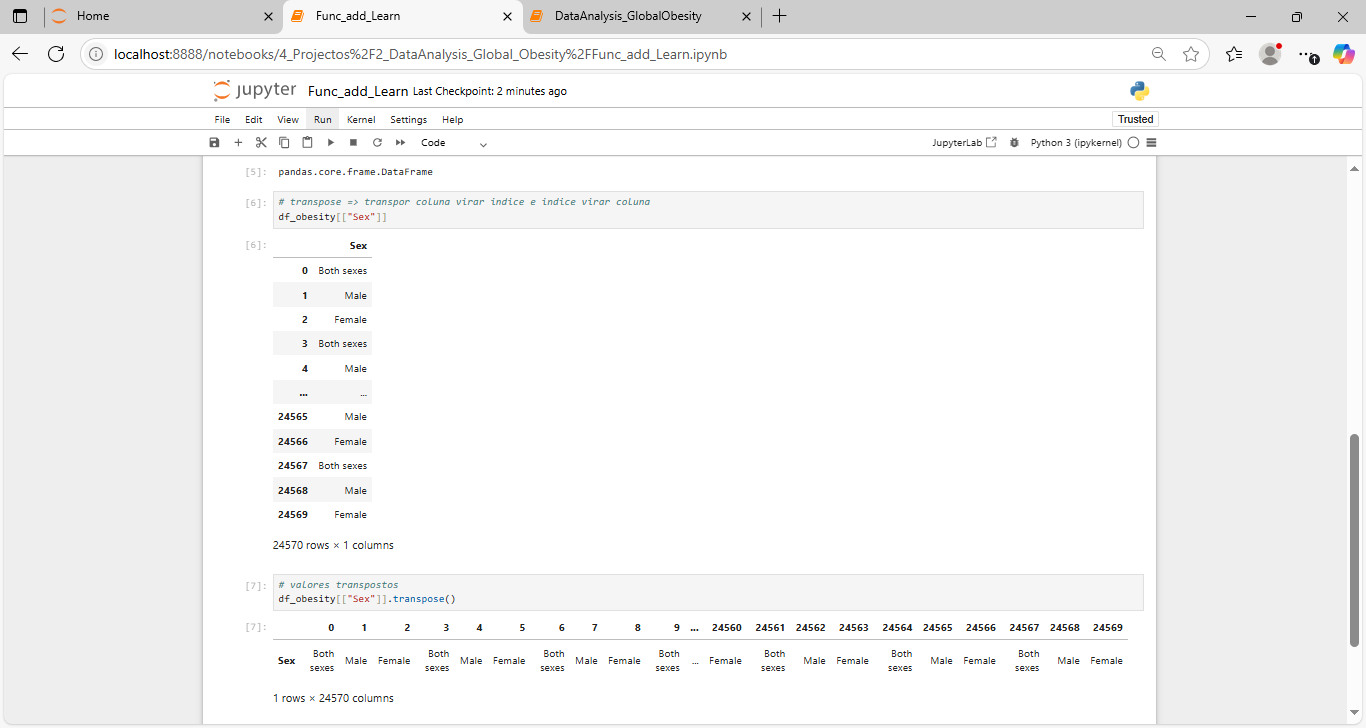 Home
Func_add_Learn
DataAnalysis_GlobalObesity
localhost:8888/notebooks/4_Projectos%2F2_DataAnalysis_Global_Obesity%2FFunc_add_Learn.ipynb
jupyter Func_add_Learn Last Checkpoint: 2 minutes ago
File Edit View Run Kernel Settings Help Trusted
Code JupyterLab Python 3 (ipykernel)
[5]: pandas.core.frame.DataFrame
[6]: # transpose => transpor coluna virar indice e indice virar coluna
df_obesity[["Sex"]]
[6]: Sex
0 Both sexes
1 Male
2 Female
3 Both sexes
4 Male
... ...
24565 Male
24566 Female
24567 Both sexes
24568 Male
24569 Female
24570 rows × 1 columns
[7]: # valores transpostos
df_obesity[["Sex"]].transpose()
[7]: 0 1 2 3 4 5 6 7 8 9 ... 24560 24561 24562 24563 24564 24565 24566 24567 24568 24569
Sex Both sexes Male Female Both sexes Male Female Both sexes Male Female Both sexes ... Female Both sexes Male Female Both sexes Male Female Both sexes Male Female
1 rows × 24570 columns